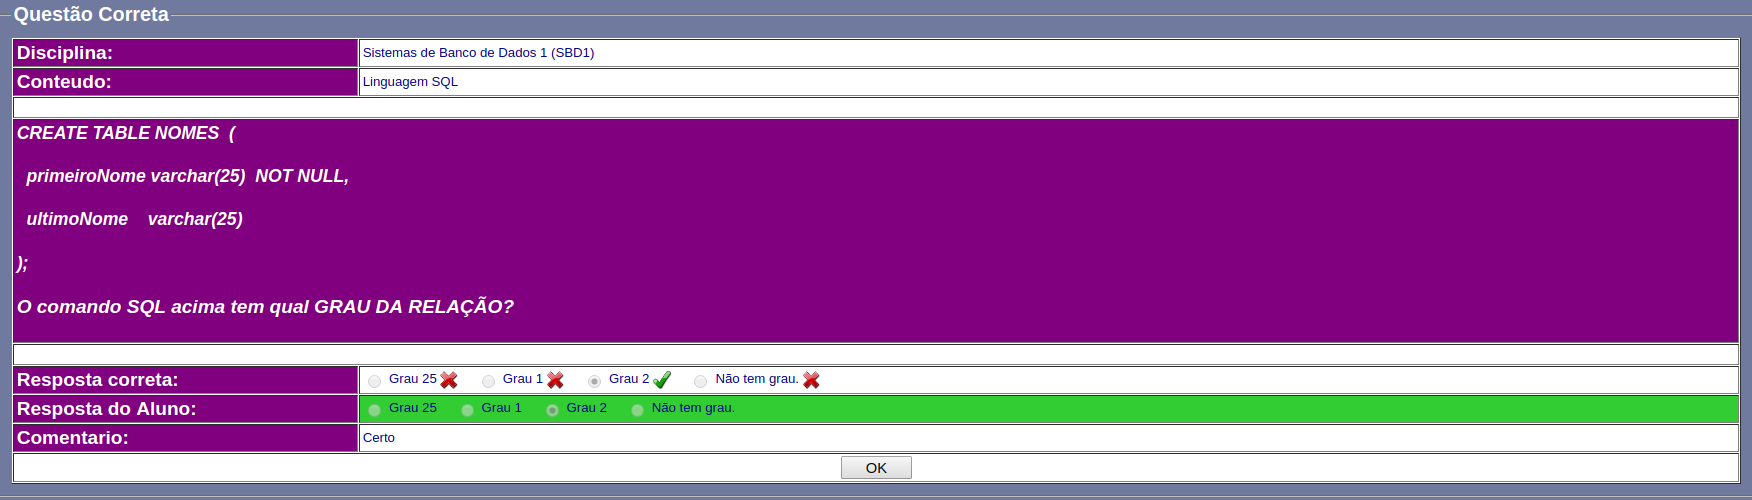 Questão Correta
Disciplina: Sistemas de Banco de Dados 1 (SBD1)
Conteudo: Linguagem SQL
CREATE TABLE NOMES (
primeiroNome varchar(25) NOT NULL,
ultimoNome varchar(25)
);
O comando SQL acima tem qual GRAU DA RELAÇÃO?
Resposta correta: Grau 25 Grau 1 Grau 2 Não tem grau.
Resposta do Aluno: Grau 25 Grau 1 Grau 2 Não tem grau.
Comentario: Certo
OK